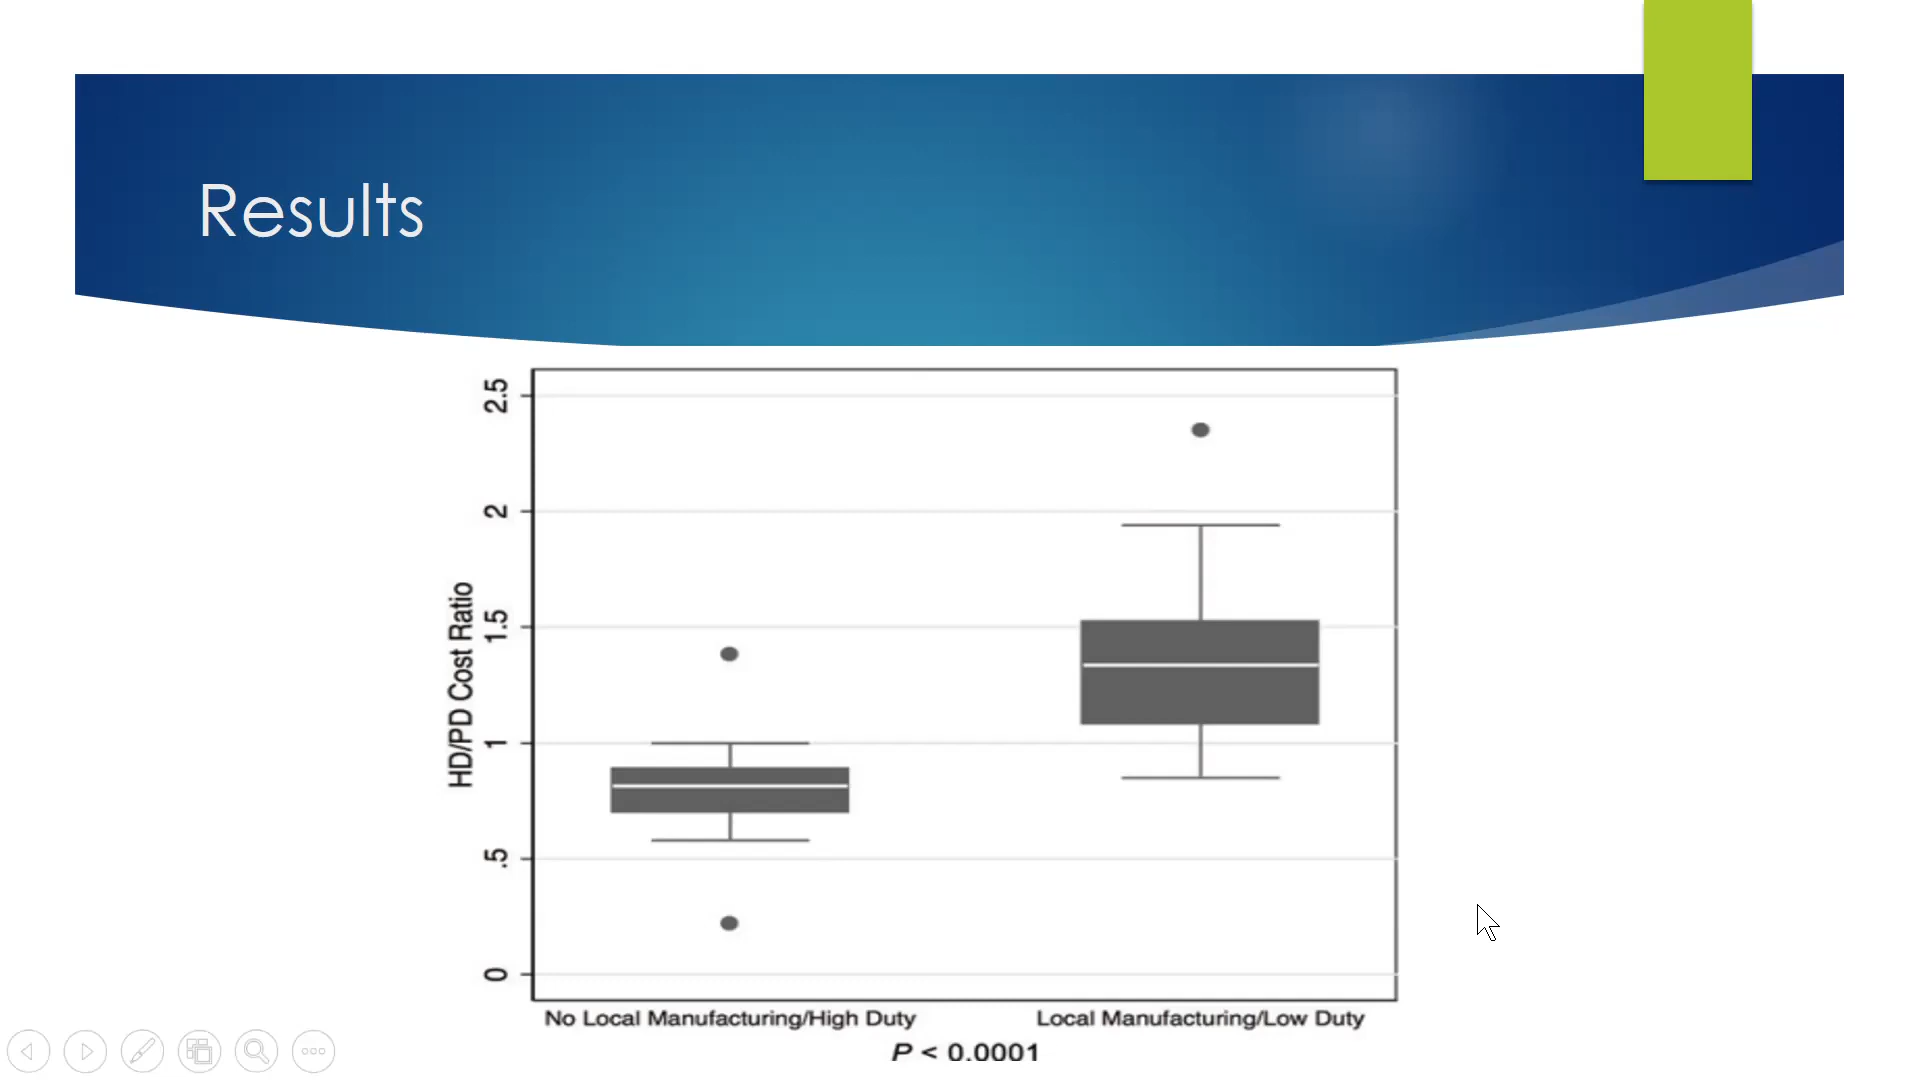 Results
2.5
2
1.5
1
.5
0
HD/PD Cost Ratio
No Local Manufacturing/High Duty
Local Manufacturing/Low Duty
P < 0.0001